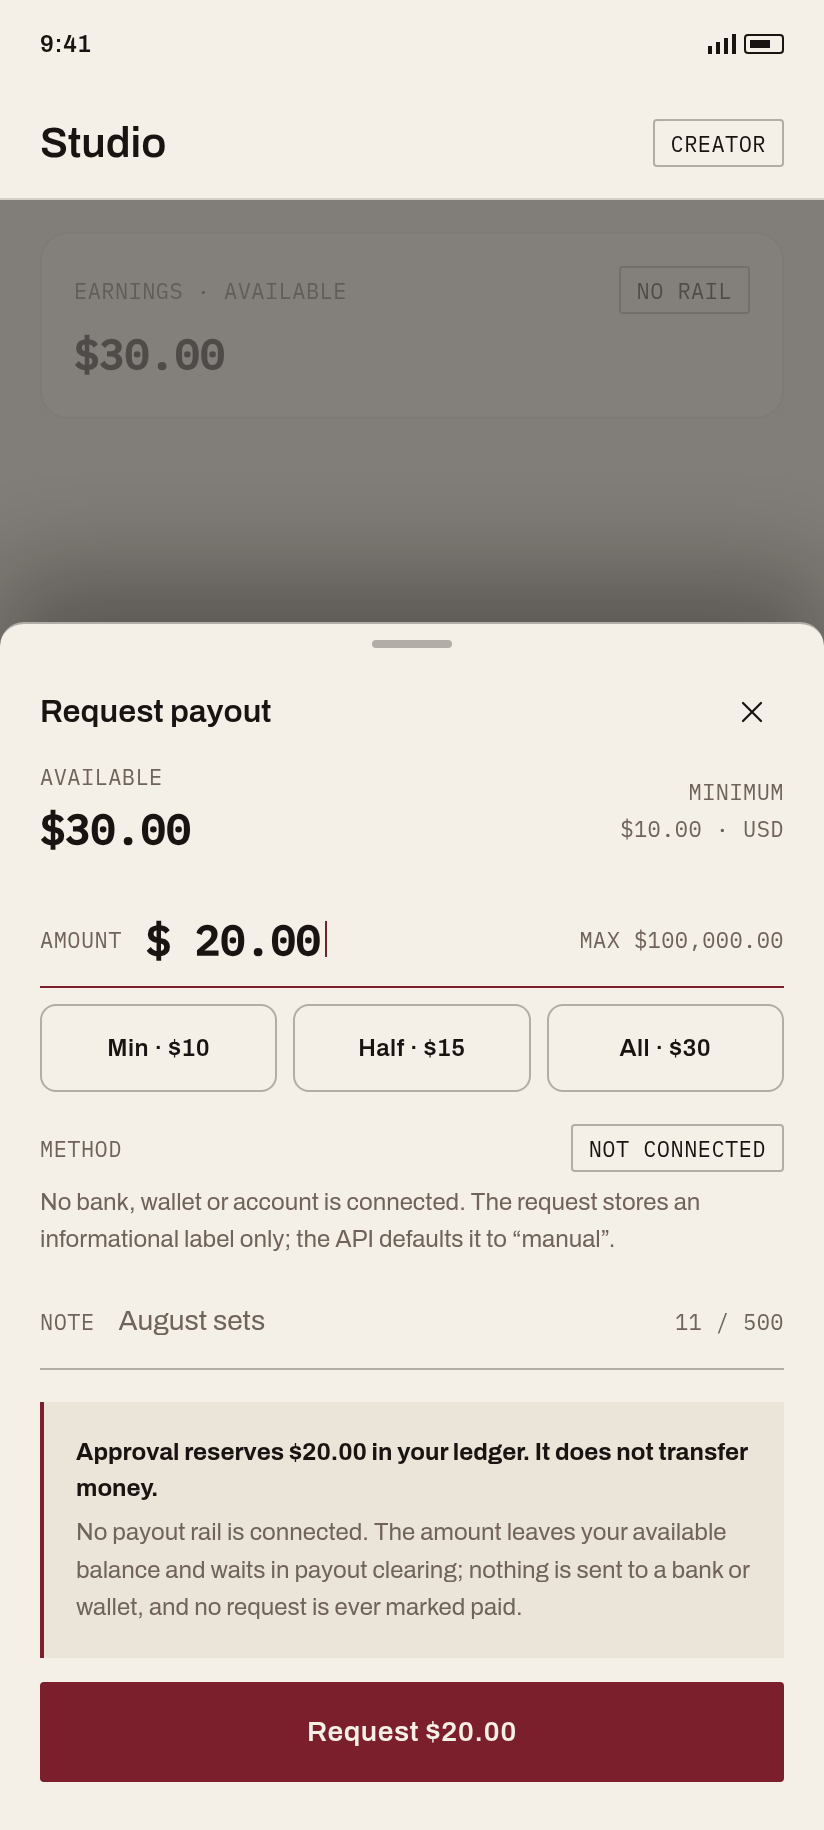 9:41
Studio
CREATOR
EARNINGS · AVAILABLE
NO RAIL
$30.00
Request payout
AVAILABLE
$30.00
MINIMUM
$10.00 · USD
AMOUNT $ 20.00 MAX $100,000.00
Min · $10
Half · $15
All · $30
METHOD
NOT CONNECTED
No bank, wallet or account is connected. The request stores an
informational label only; the API defaults it to “manual”.
NOTE August sets 11 / 500
Approval reserves $20.00 in your ledger. It does not transfer
money.
No payout rail is connected. The amount leaves your available
balance and waits in payout clearing; nothing is sent to a bank or
wallet, and no request is ever marked paid.
Request $20.00